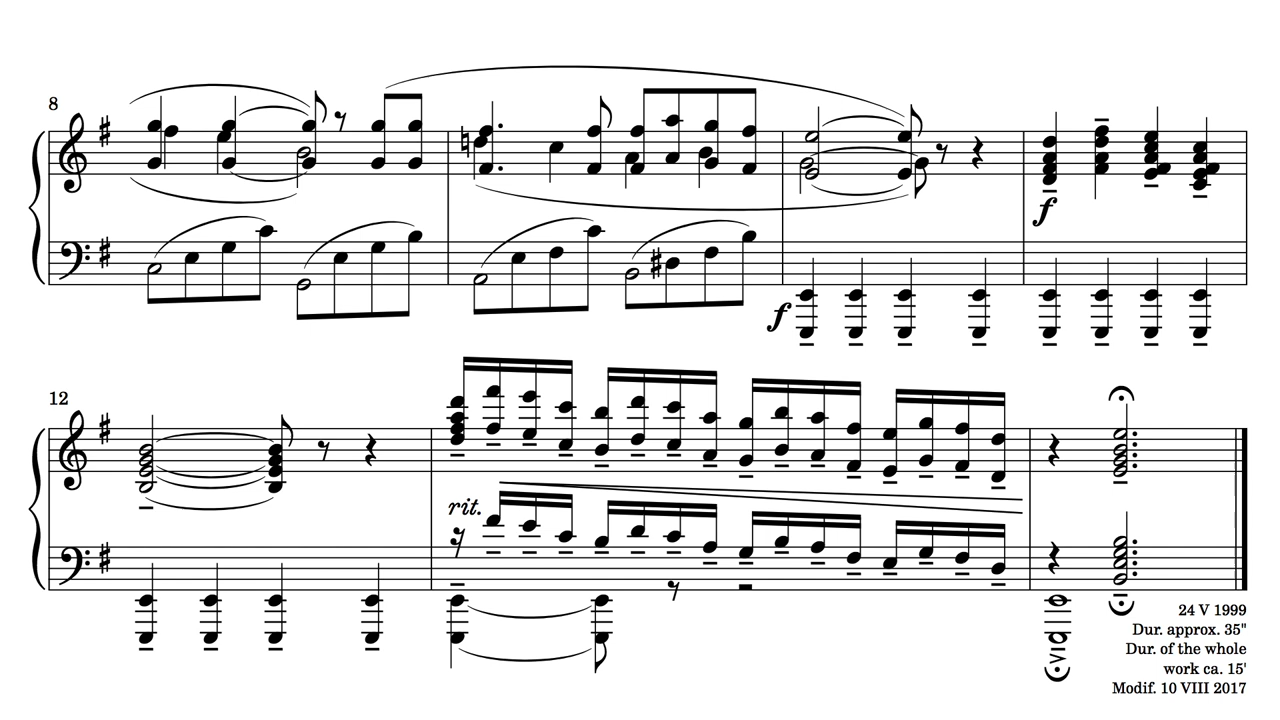 8
f
f
12
rit.
24 V 1999
Dur. approx. 35"
Dur. of the whole
work ca. 15'
Modif. 10 VIII 2017